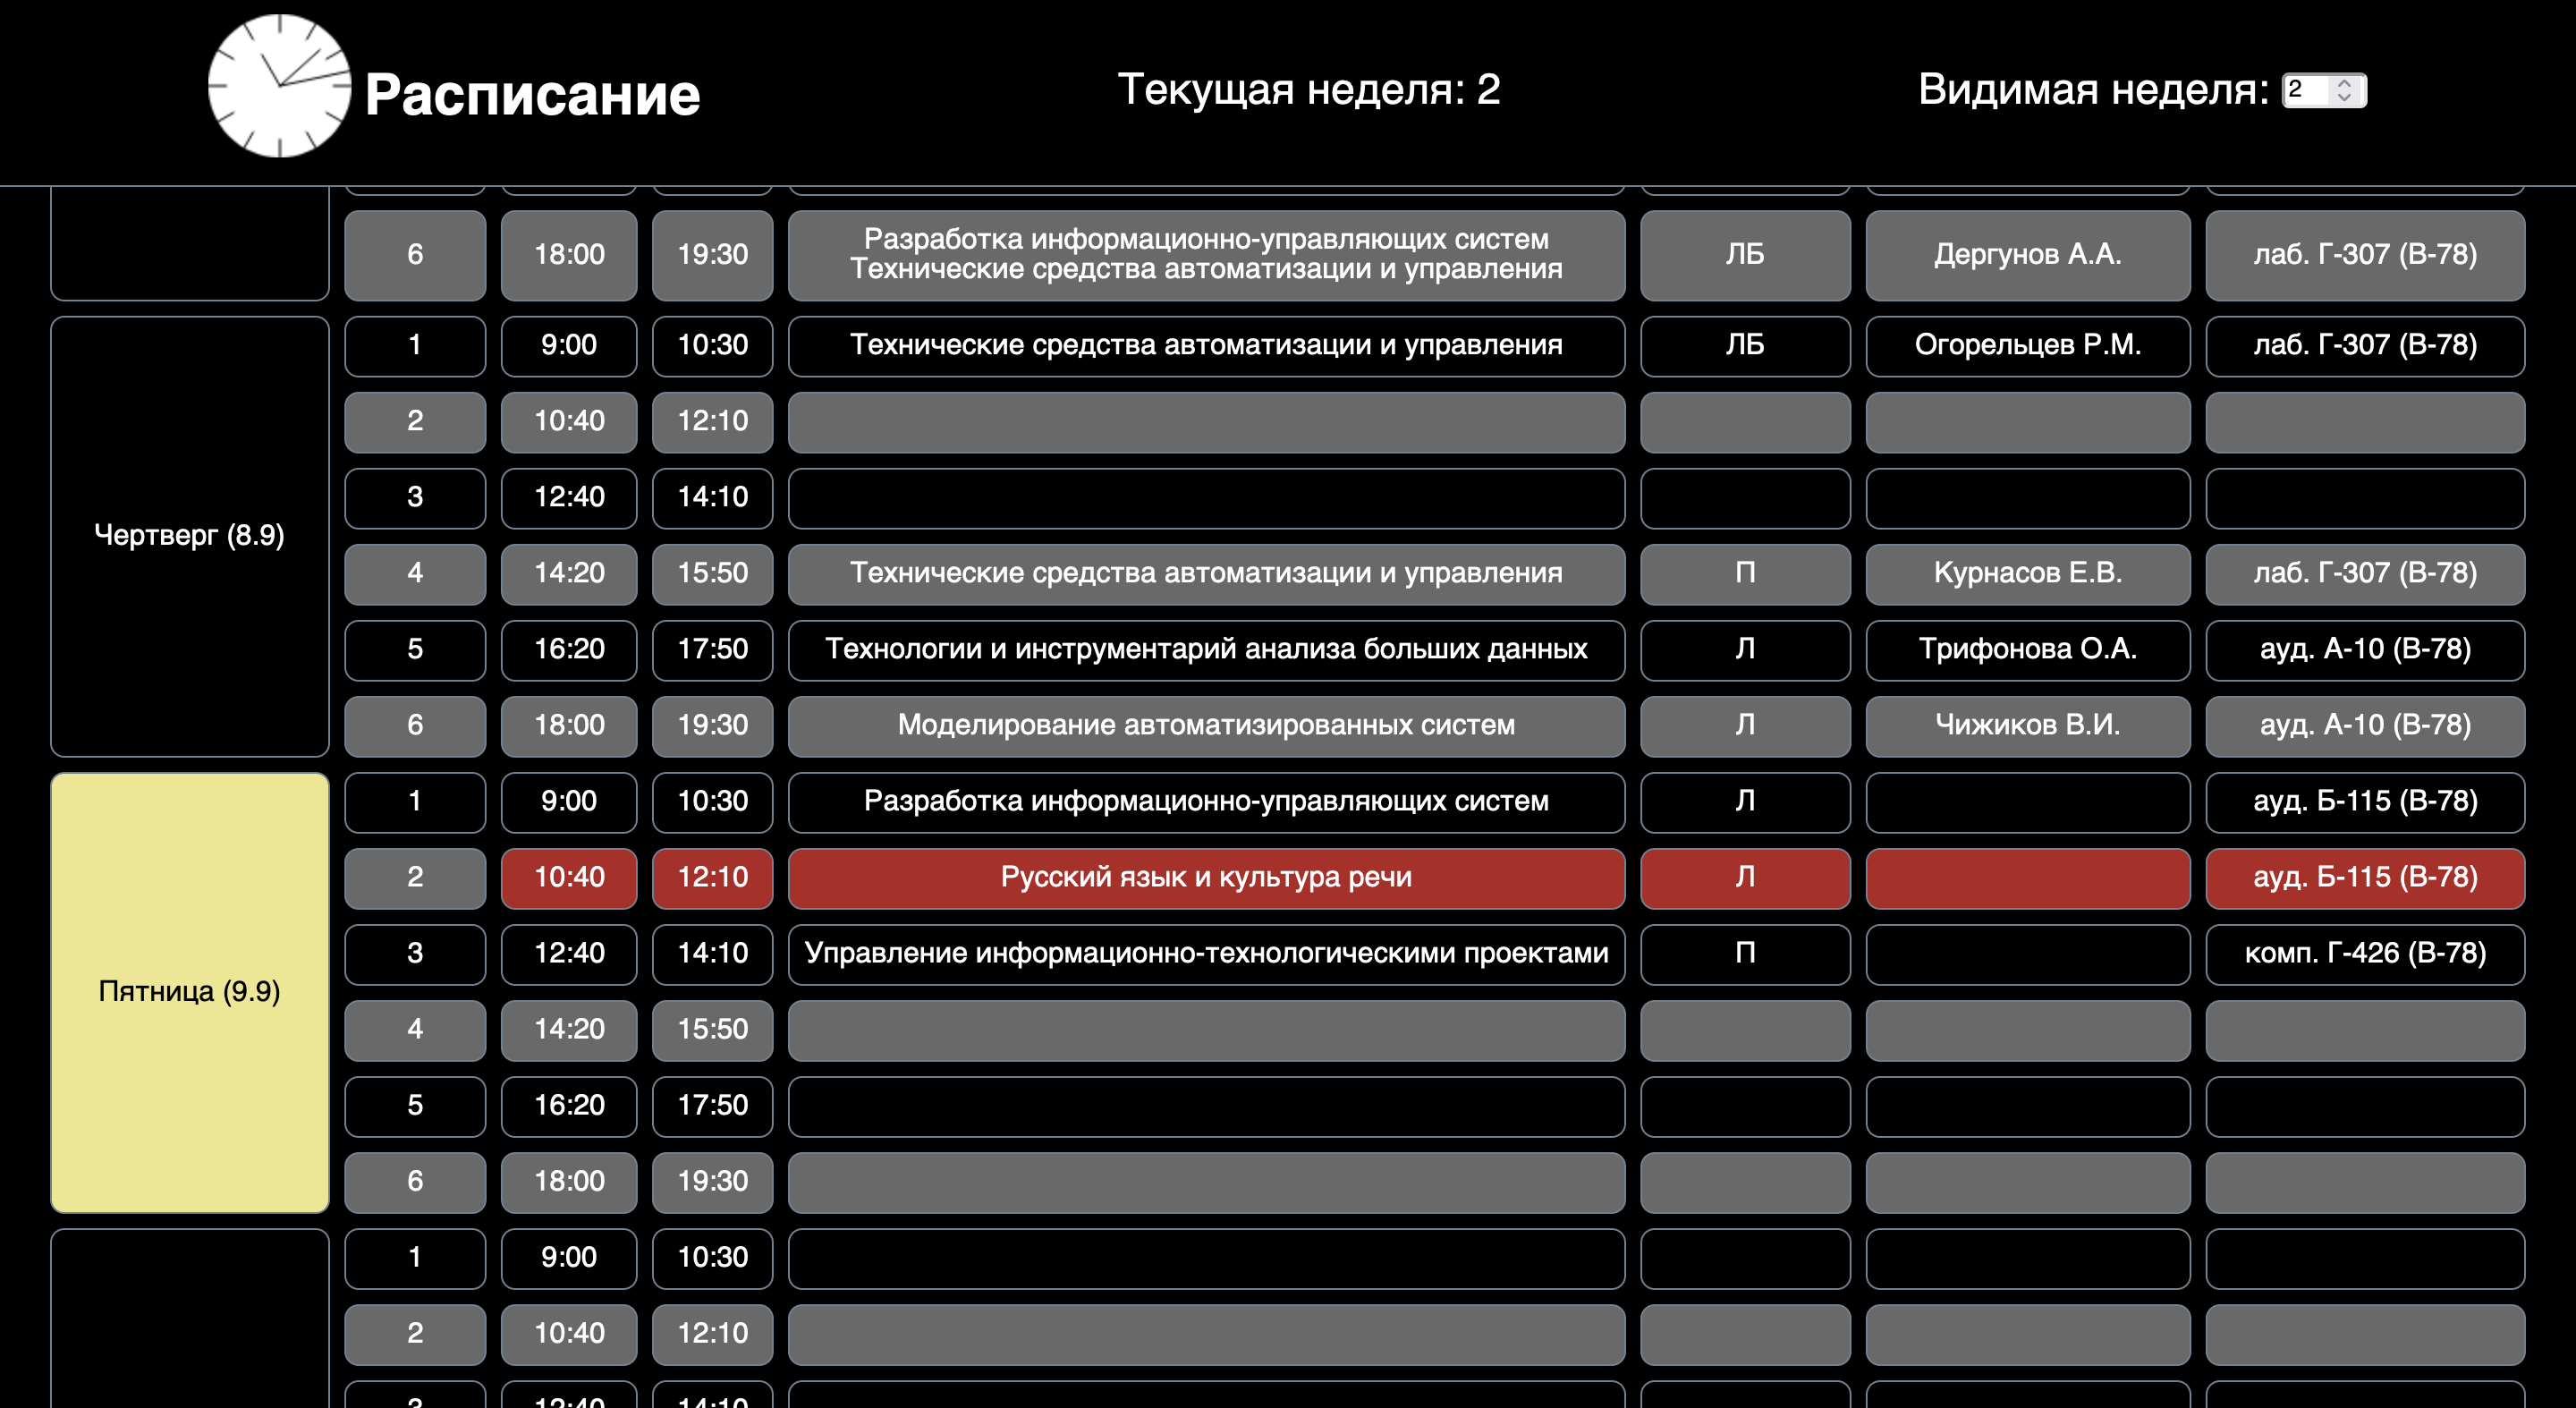 Расписание
Текущая неделя: 2
Видимая неделя: 2
6 18:00 19:30 Разработка информационно-управляющих систем ЛБ Дергунов А.А. лаб. Г-307 (В-78)
Технические средства автоматизации и управления
Чертверг (8.9)
1 9:00 10:30 Технические средства автоматизации и управления ЛБ Огорельцев Р.М. лаб. Г-307 (В-78)
2 10:40 12:10
3 12:40 14:10
4 14:20 15:50 Технические средства автоматизации и управления П Курнасов Е.В. лаб. Г-307 (В-78)
5 16:20 17:50 Технологии и инструментарий анализа больших данных Л Трифонова О.А. ауд. А-10 (В-78)
6 18:00 19:30 Моделирование автоматизированных систем Л Чижиков В.И. ауд. А-10 (В-78)
Пятница (9.9)
1 9:00 10:30 Разработка информационно-управляющих систем Л ауд. Б-115 (В-78)
2 10:40 12:10 Русский язык и культура речи Л ауд. Б-115 (В-78)
3 12:40 14:10 Управление информационно-технологическими проектами П комп. Г-426 (В-78)
4 14:20 15:50
5 16:20 17:50
6 18:00 19:30
1 9:00 10:30
2 10:40 12:10
3 12:40 14:10